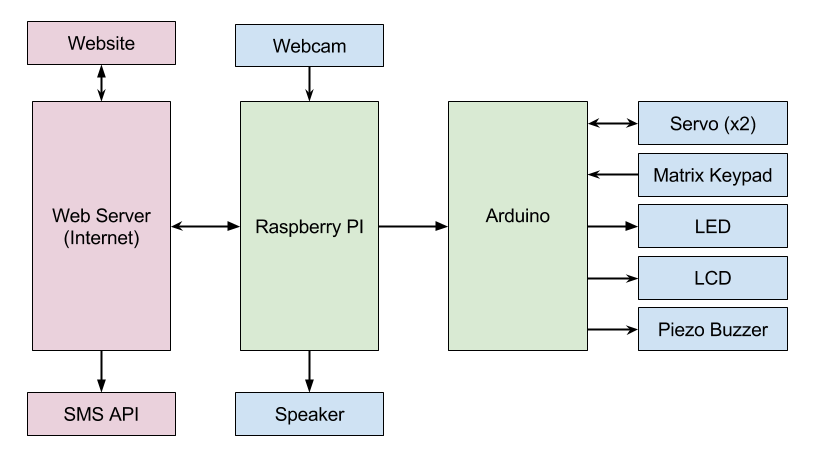 Website
Webcam
Web Server
(Internet)
Raspberry PI
Arduino
Servo (x2)
Matrix Keypad
LED
LCD
Piezo Buzzer
SMS API
Speaker